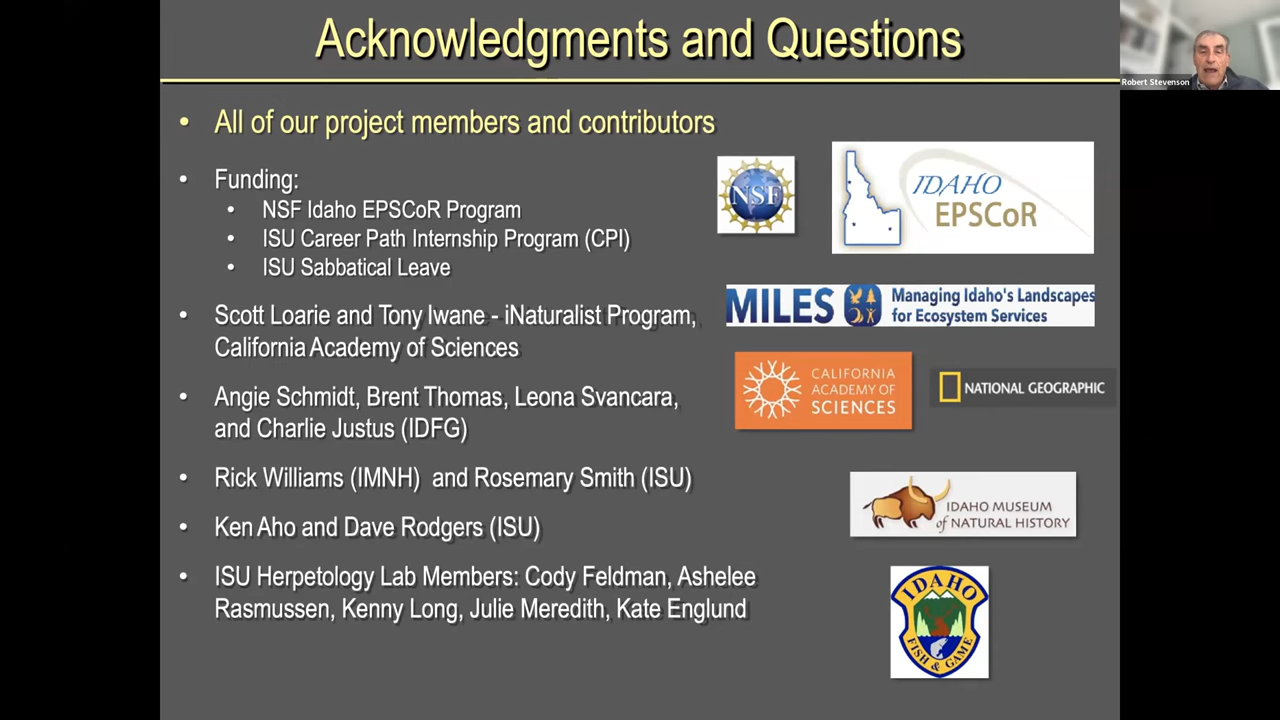 Acknowledgments and Questions
Robert Stevenson
• All of our project members and contributors
• Funding:
• NSF Idaho EPSCoR Program
• ISU Career Path Internship Program (CPI)
• ISU Sabbatical Leave
• Scott Loarie and Tony Iwane - iNaturalist Program,
California Academy of Sciences
• Angie Schmidt, Brent Thomas, Leona Svancara,
and Charlie Justus (IDFG)
• Rick Williams (IMNH) and Rosemary Smith (ISU)
• Ken Aho and Dave Rodgers (ISU)
• ISU Herpetology Lab Members: Cody Feldman, Ashelee
Rasmussen, Kenny Long, Julie Meredith, Kate Englund
NSF
IDAHO
EPSCoR
MILES
Managing Idaho's Landscapes
for Ecosystem Services
CALIFORNIA
ACADEMY OF
SCIENCES
NATIONAL GEOGRAPHIC
IDAHO MUSEUM
of NATURAL HISTORY
IDAHO
FISH & GAME